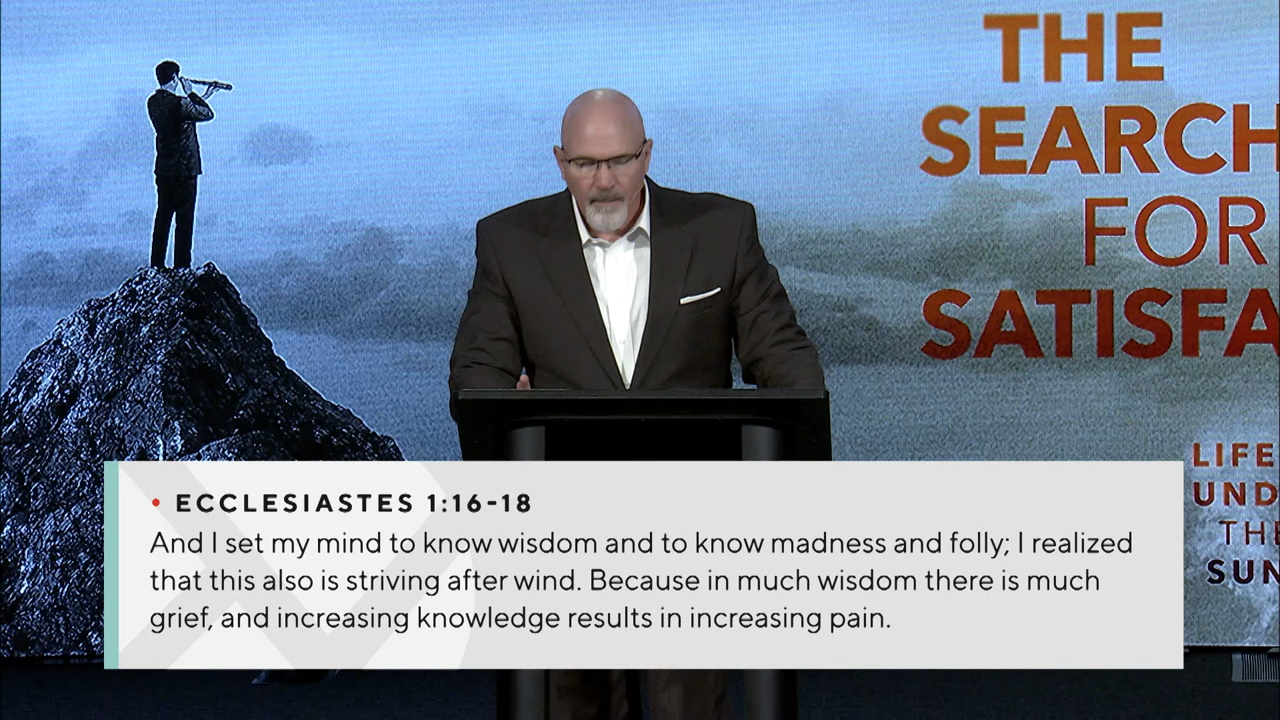 THE
SEARCH
FOR
SATISFA
LIFE
UND
THE
SUN
• ECCLESIASTES 1:16-18
And I set my mind to know wisdom and to know madness and folly; I realized
that this also is striving after wind. Because in much wisdom there is much
grief, and increasing knowledge results in increasing pain.